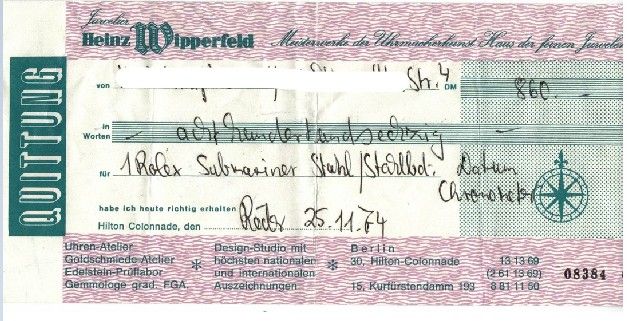 Juwelier
Heinz Wipperfeld Meisterwerke der Uhrmacherkunst Haus der feinen Juwelen
QUITTUNG
von Str. 4 DM 860.-
in Worten - achthundertundsechzig -
für 1 Rolex Submariner Stahl/Stahlbd. Datum
Chronometer
habe ich heute richtig erhalten
Hilton Colonnade, den 25.11.74
Uhren-Atelier
Goldschmiede-Atelier
Edelstein-Prüflabor
Gemmologe grad. FGA
*
Design-Studio mit
höchsten nationalen
und internationalen
Auszeichnungen
*
Berlin
30, Hilton-Colonnade 13 13 69
(2 61 13 69)
15, Kurfürstendamm 193 8 81 11 50
08384